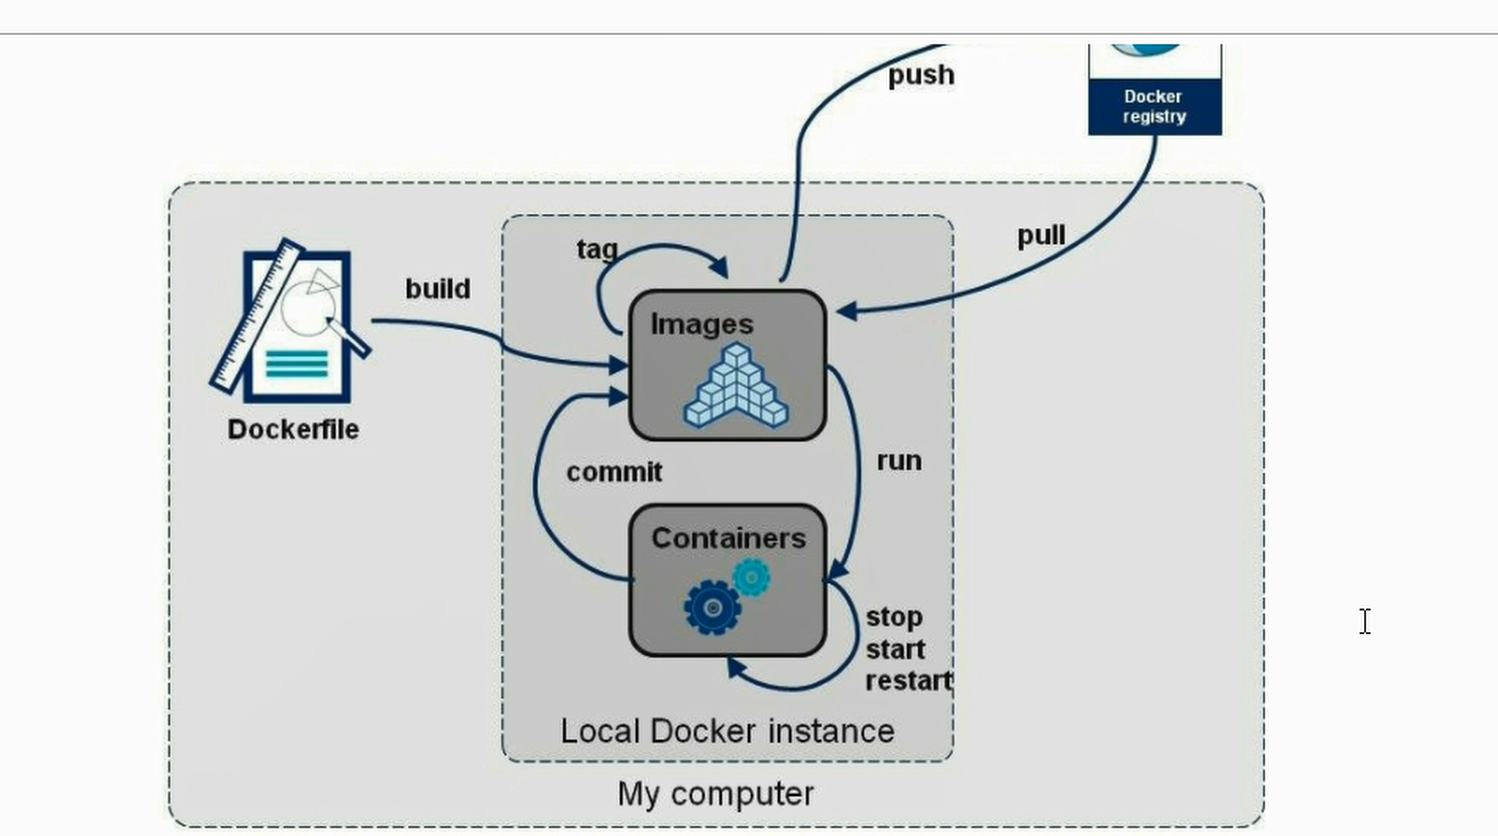 push
Docker
registry
pull
tag
build
Images
Dockerfile
commit
run
Containers
stop
start
restart
Local Docker instance
My computer